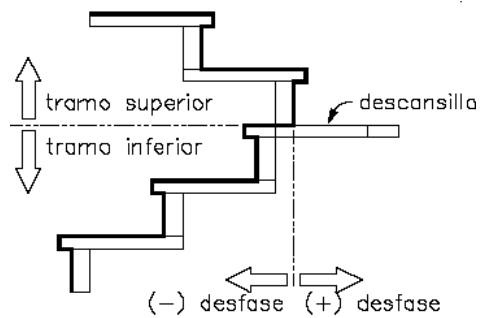 tramo superior
descansillo
tramo inferior
(-) desfase (+) desfase